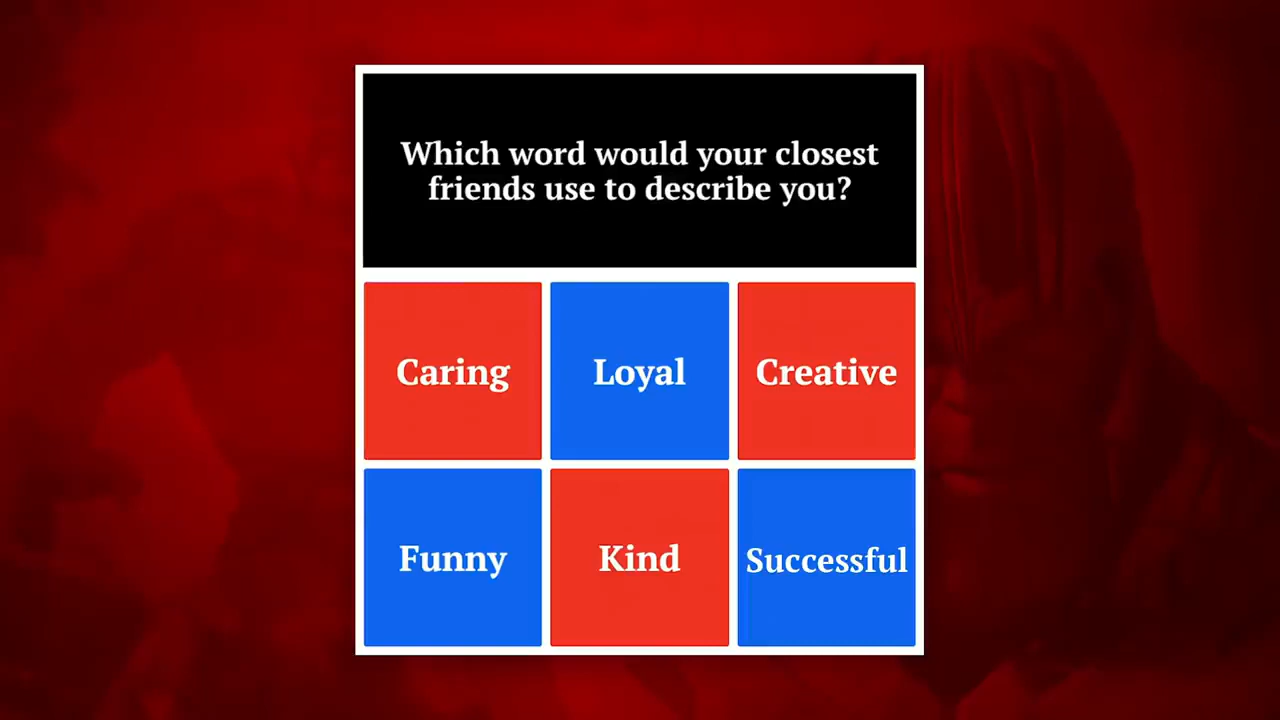 Which word would your closest
friends use to describe you?
Caring
Loyal
Creative
Funny
Kind
Successful